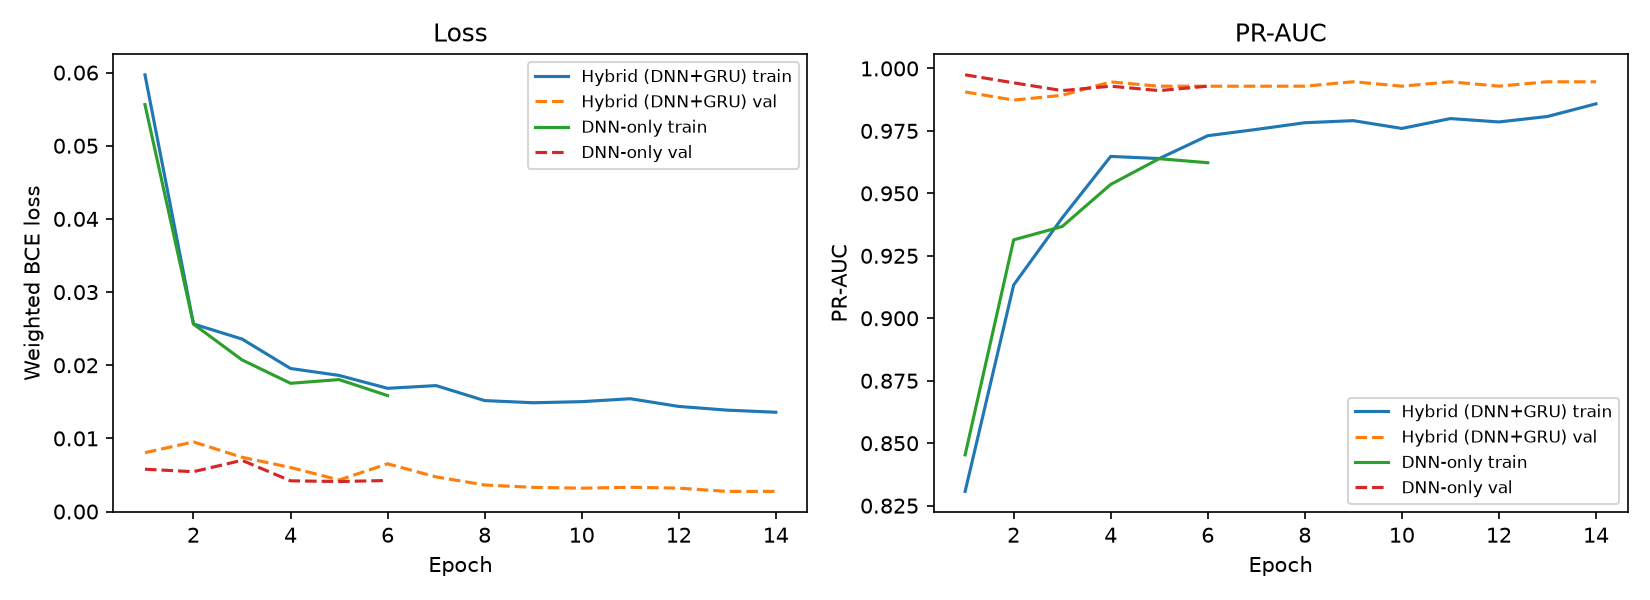 Loss
Weighted BCE loss
0.06
0.05
0.04
0.03
0.02
0.01
0.00
Hybrid (DNN+GRU) train
Hybrid (DNN+GRU) val
DNN-only train
DNN-only val
2 4 6 8 10 12 14
Epoch
PR-AUC
PR-AUC
1.000
0.975
0.950
0.925
0.900
0.875
0.850
0.825
Hybrid (DNN+GRU) train
Hybrid (DNN+GRU) val
DNN-only train
DNN-only val
2 4 6 8 10 12 14
Epoch